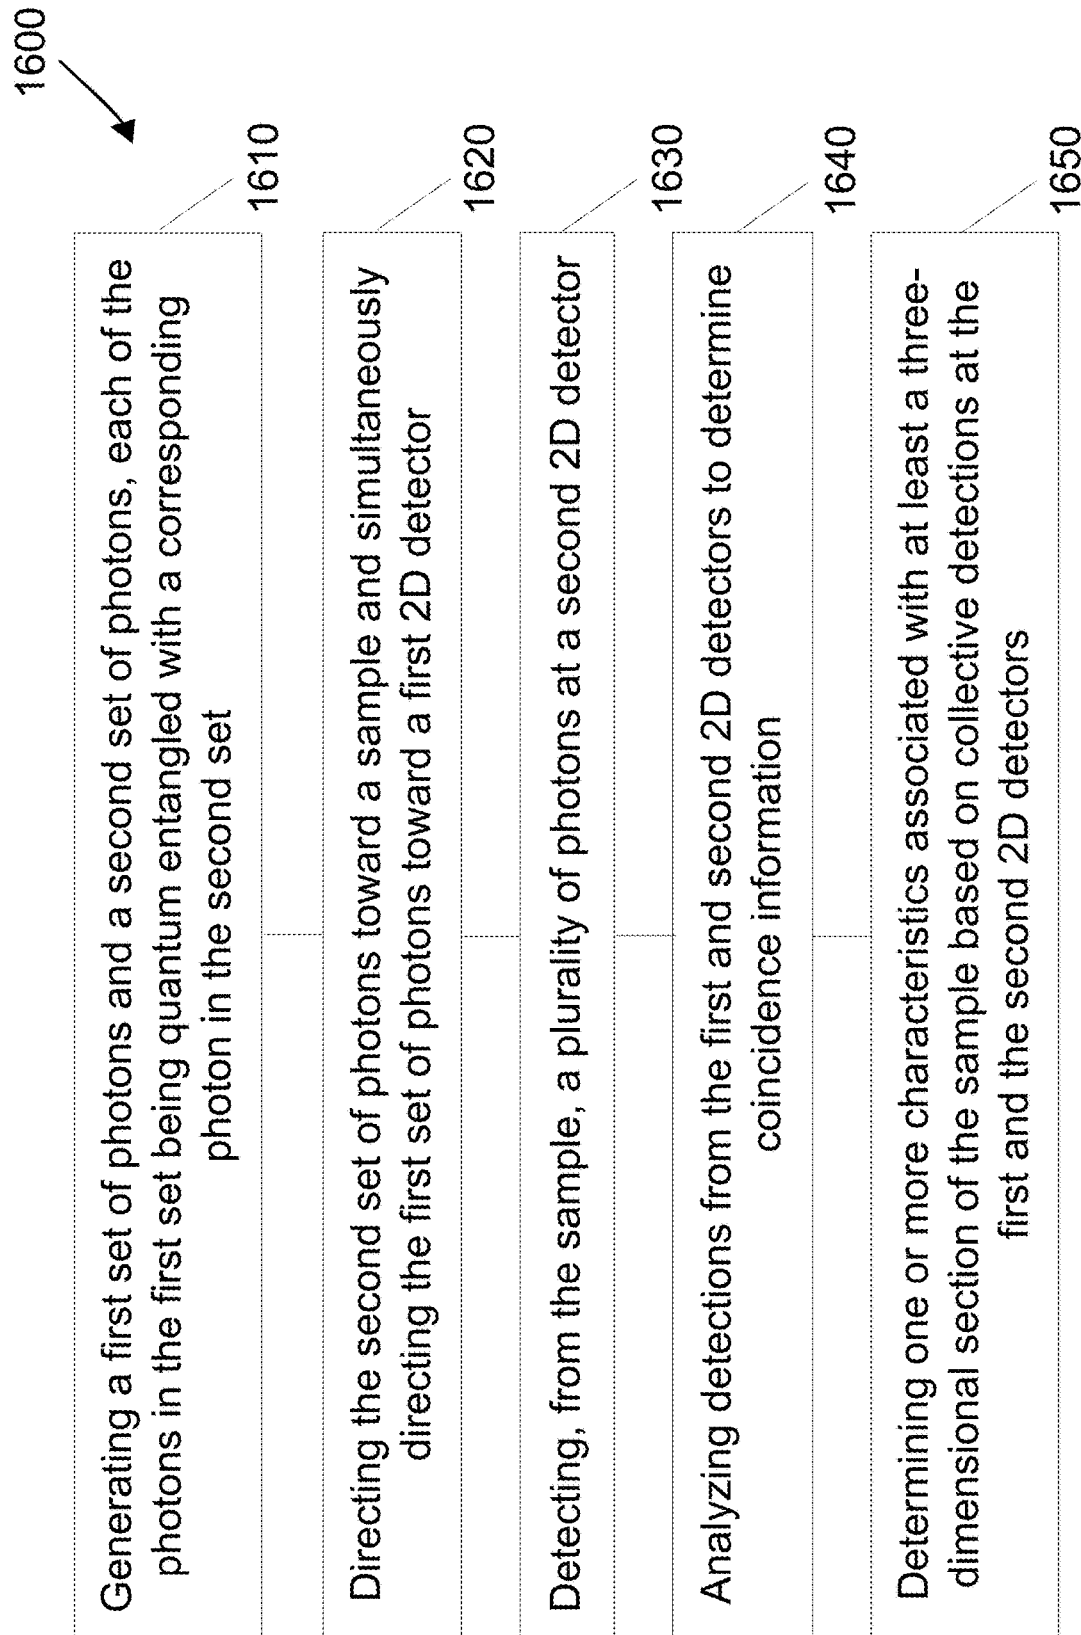 1600
Generating a first set of photons and a second set of photons, each of the
photons in the first set being quantum entangled with a corresponding
photon in the second set
1610
Directing the second set of photons toward a sample and simultaneously
directing the first set of photons toward a first 2D detector
1620
Detecting, from the sample, a plurality of photons at a second 2D detector
1630
Analyzing detections from the first and second 2D detectors to determine
coincidence information
1640
Determining one or more characteristics associated with at least a three-
dimensional section of the sample based on collective detections at the
first and the second 2D detectors
1650